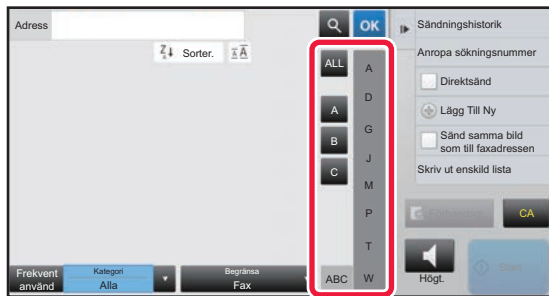 Adress
OK
Sorter.
ALL
A
B
C
ABC
A
D
G
J
M
P
T
W
Frekvent
använd
Kategori
Alla
Begränsa
Fax
Sändningshistorik
Anropa sökningsnummer
Direktsänd
Lägg Till Ny
Sänd samma bild
som till faxadressen
Skriv ut enskild lista
CA
Högt.
Start